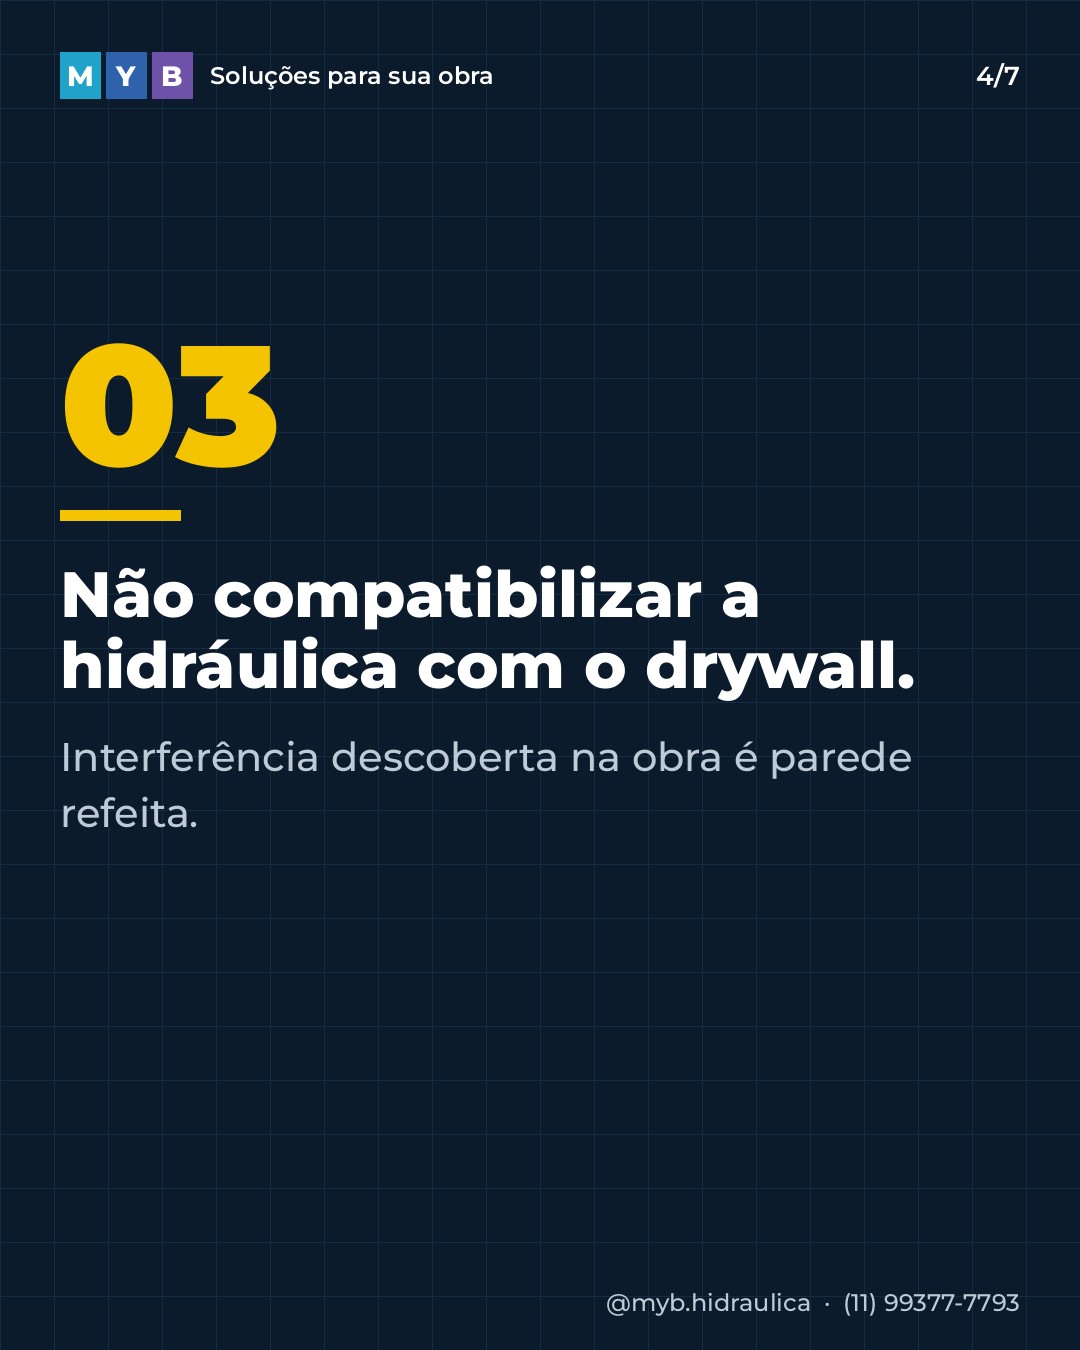 MYB Soluções para sua obra 4/7
03
Não compatibilizar a
hidráulica com o drywall.
Interferência descoberta na obra é parede
refeita.
@myb.hidraulica · (11) 99377-7793